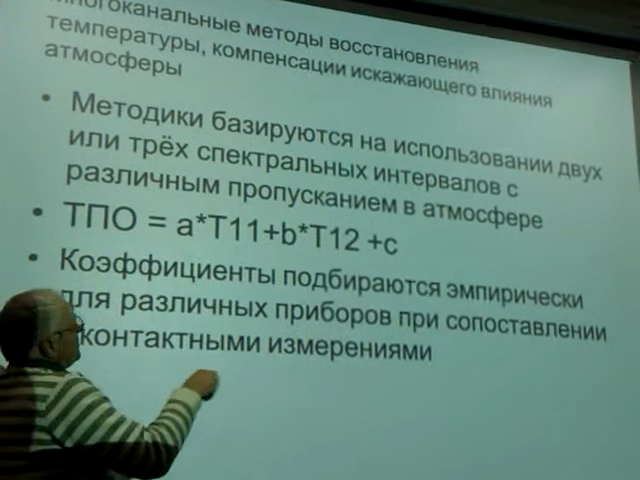 Многоканальные методы восстановления
температуры, компенсации искажающего влияния
атмосферы
• Методики базируются на использовании двух
или трёх спектральных интервалов с
различным пропусканием в атмосфере
• ТПО = a*T11+b*T12 +c
• Коэффициенты подбираются эмпирически
для различных приборов при сопоставлении
контактными измерениями